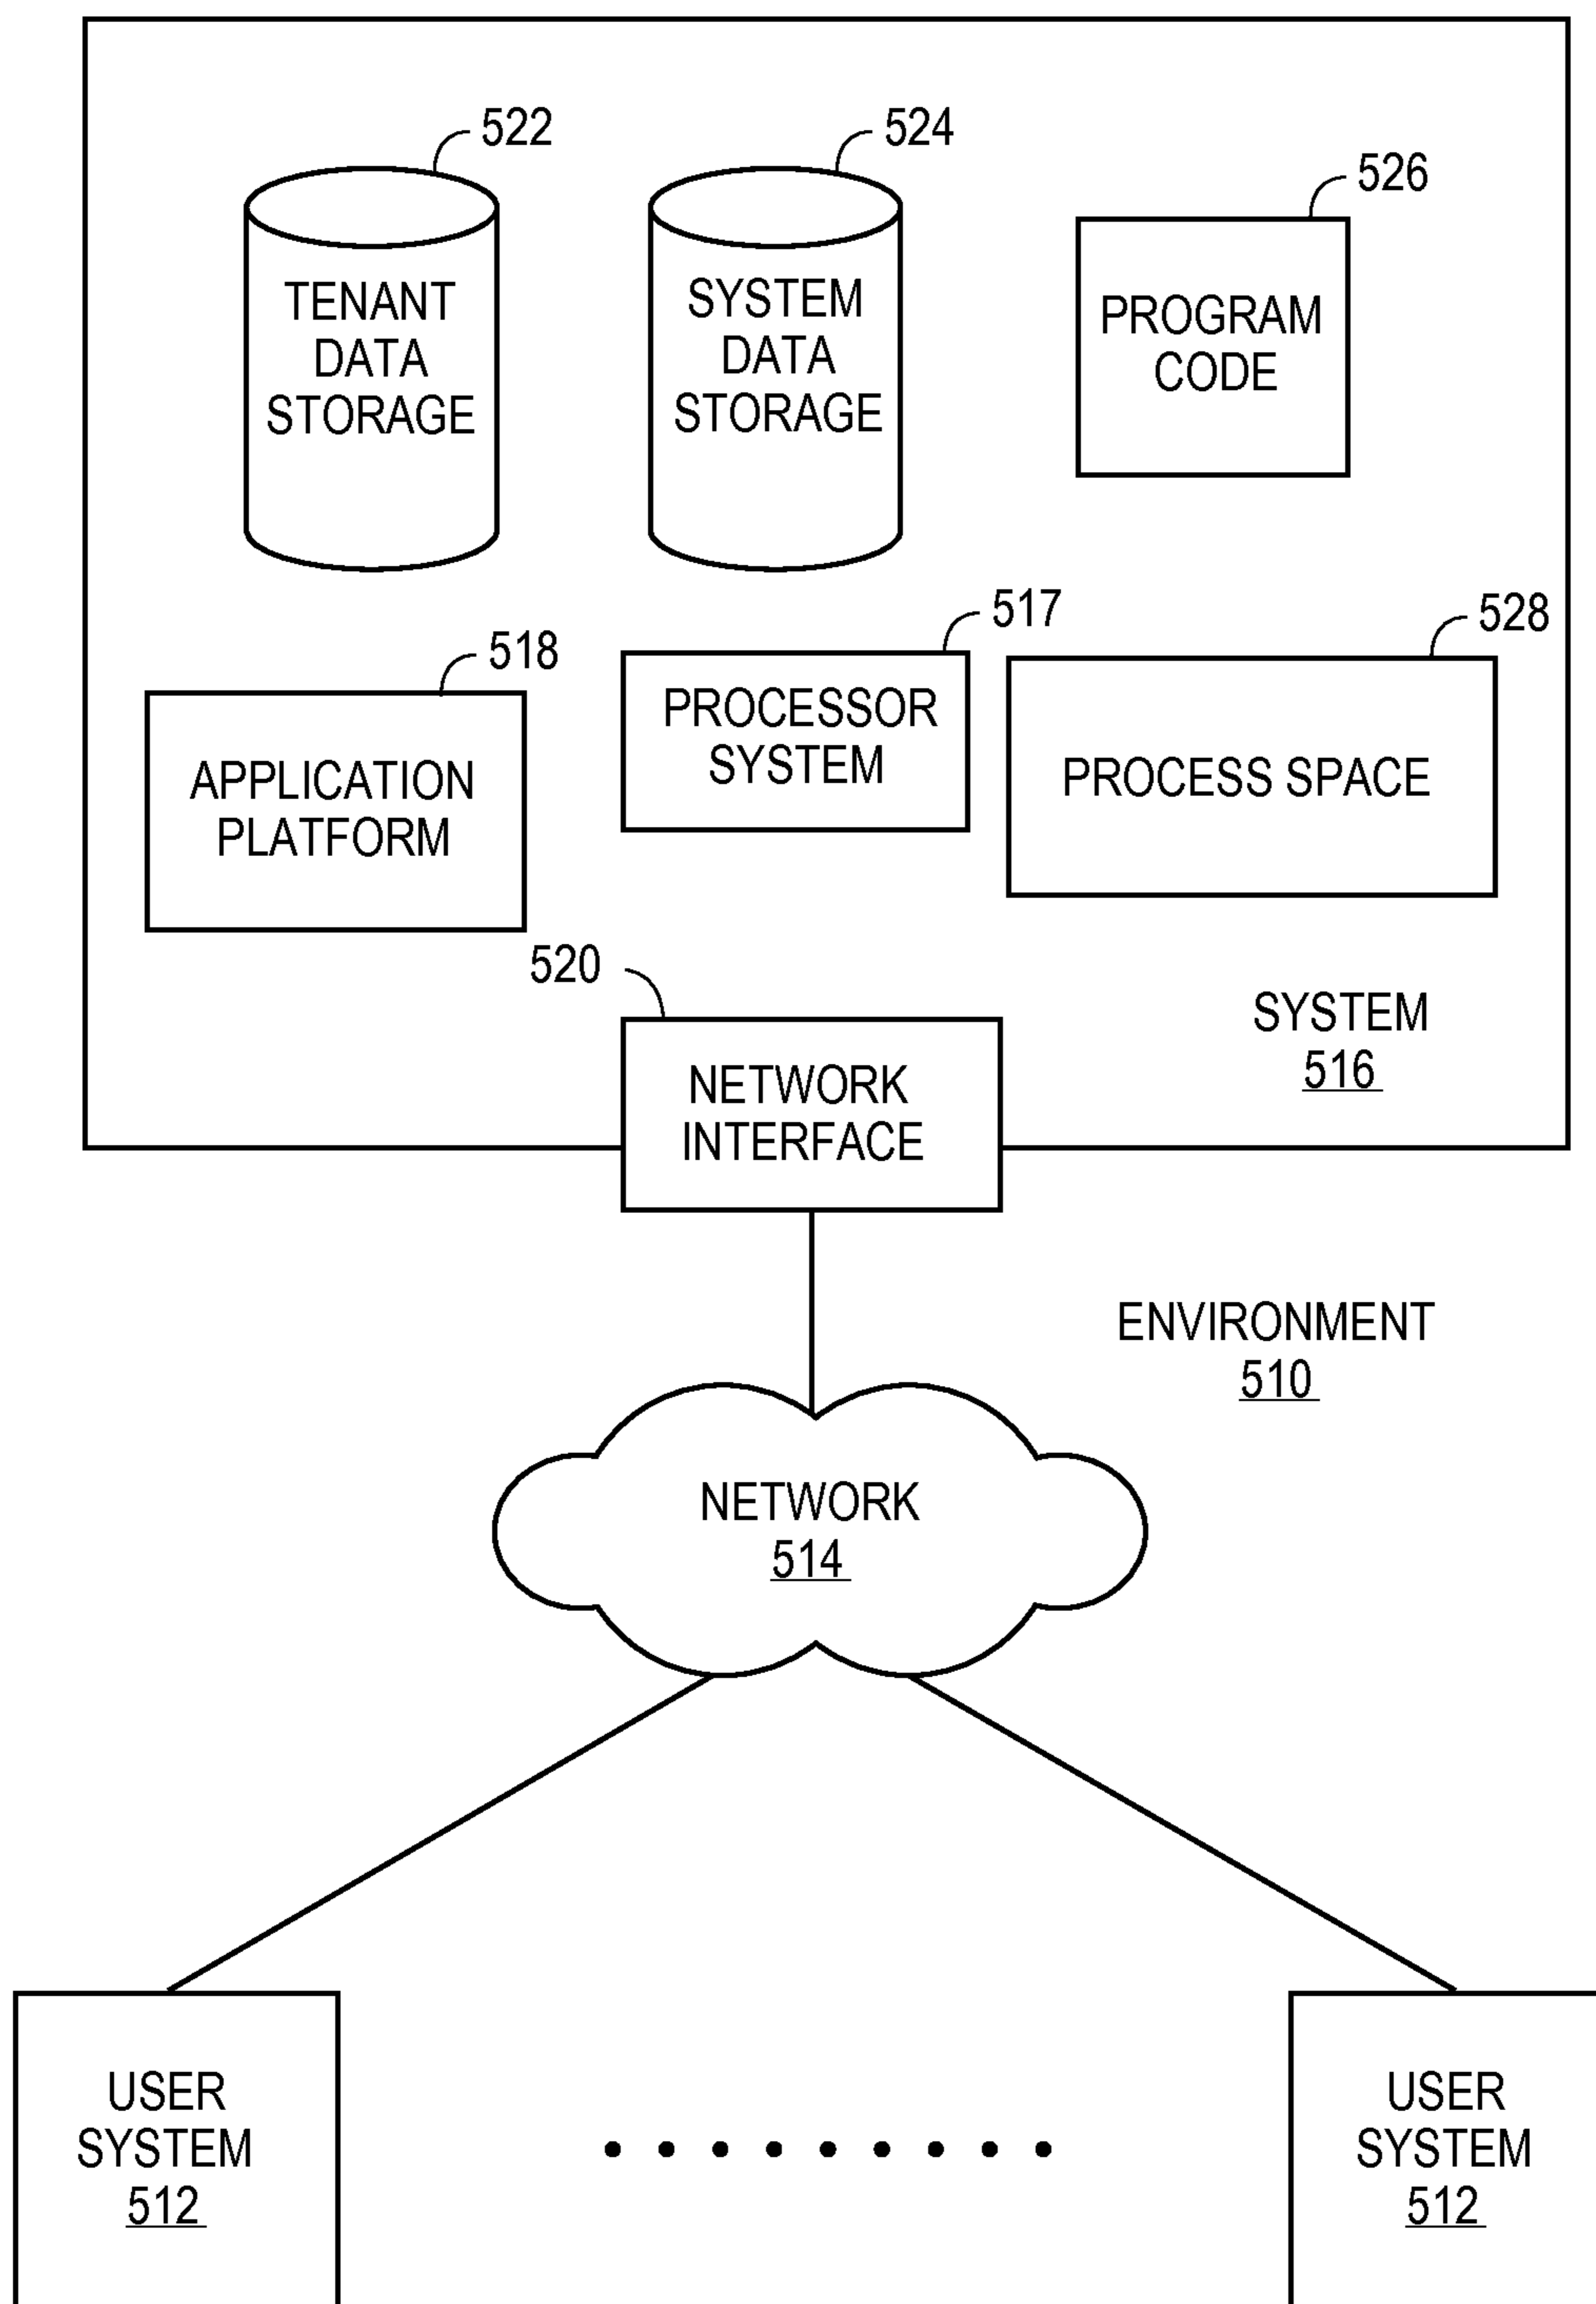 522
524
526
TENANT
DATA
STORAGE
SYSTEM
DATA
STORAGE
PROGRAM
CODE
518
517
528
APPLICATION
PLATFORM
PROCESSOR
SYSTEM
PROCESS SPACE
520
NETWORK
INTERFACE
SYSTEM
516
ENVIRONMENT
510
NETWORK
514
USER
SYSTEM
512
USER
SYSTEM
512